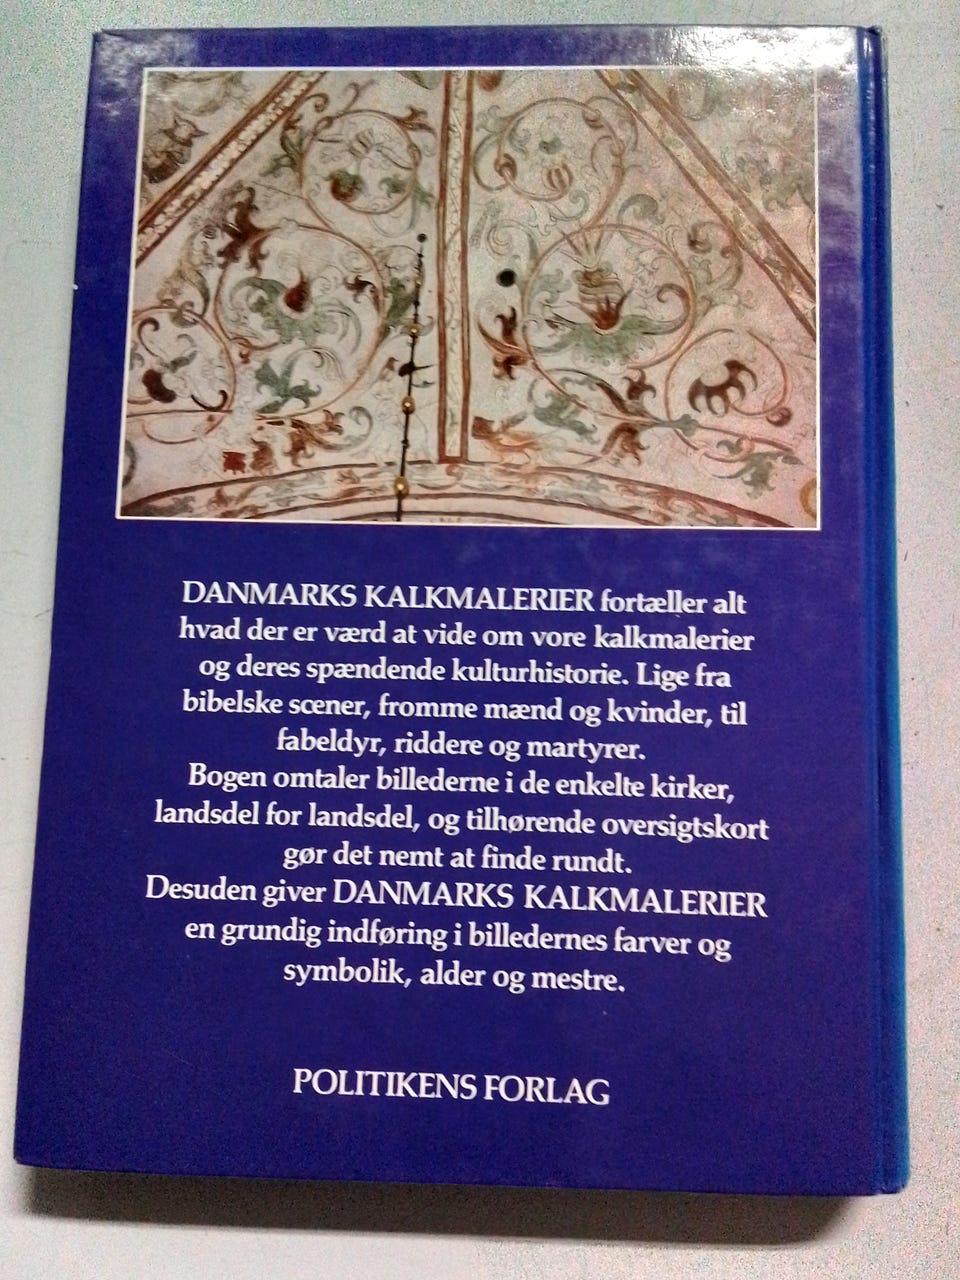 DANMARKS KALKMALERIER fortæller alt
hvad der er værd at vide om vore kalkmalerier
og deres spændende kulturhistorie. Lige fra
bibelske scener, fromme mænd og kvinder, til
fabeldyr, riddere og martyrer.
Bogen omtaler billederne i de enkelte kirker,
landsdel for landsdel, og tilhørende oversigtskort
gør det nemt at finde rundt.
Desuden giver DANMARKS KALKMALERIER
en grundig indføring i billedernes farver og
symbolik, alder og mestre.
POLITIKENS FORLAG